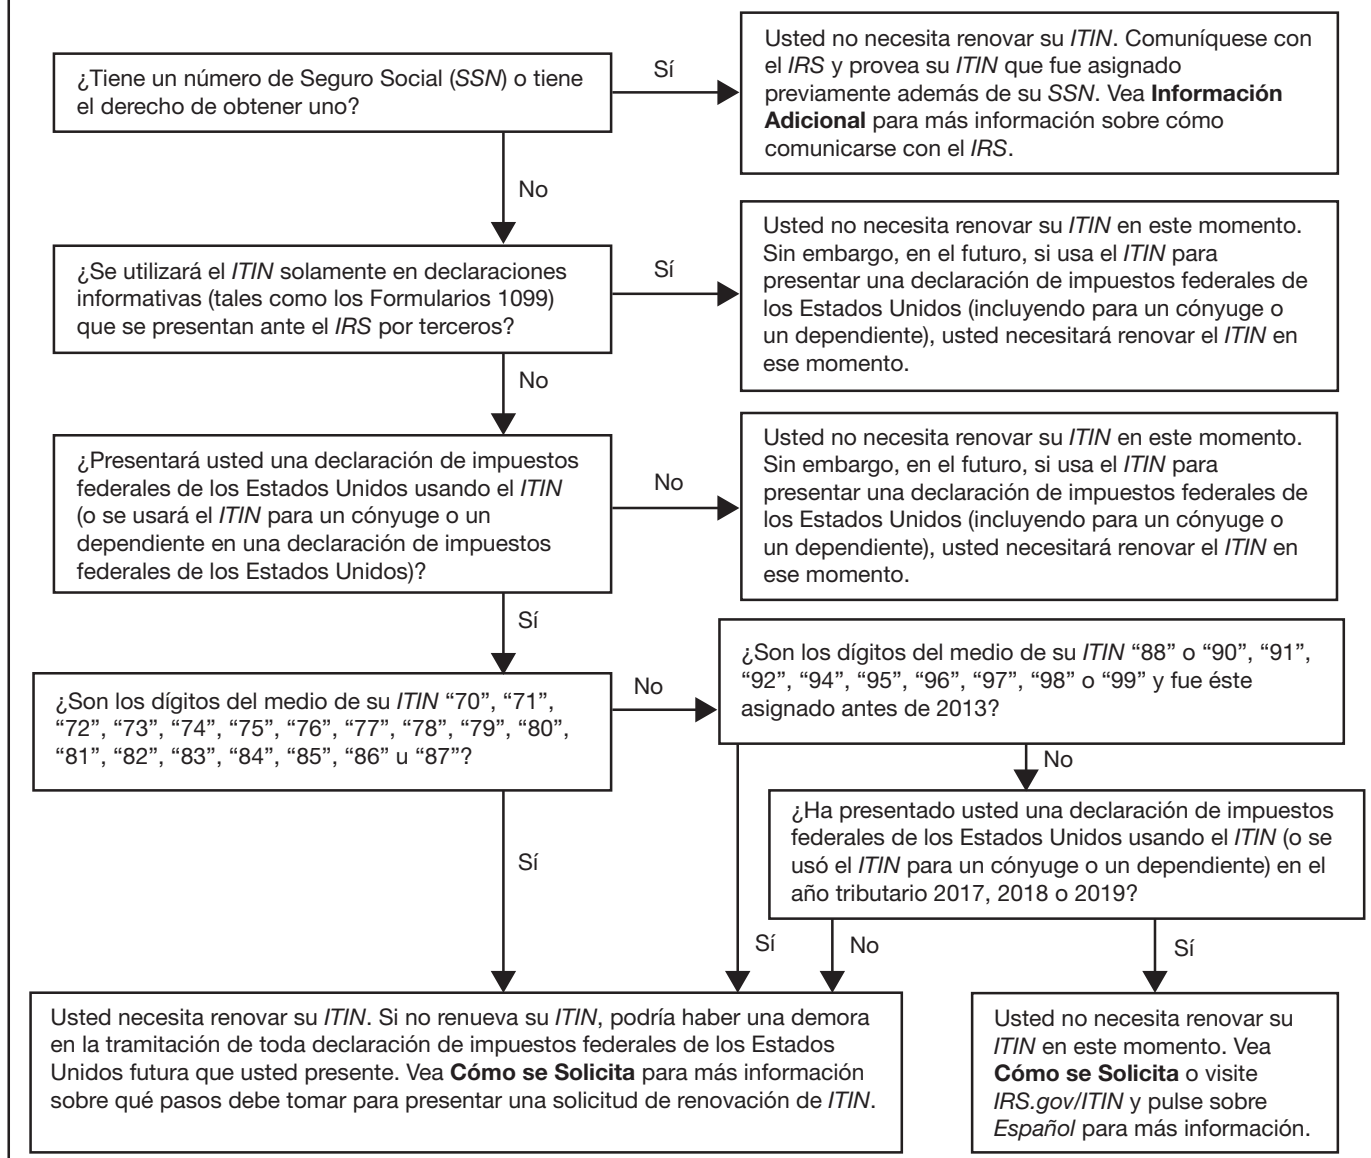 ¿Tiene un número de Seguro Social (SSN) o tiene
el derecho de obtener uno?
Sí
Usted no necesita renovar su ITIN. Comuníquese con
el IRS y provea su ITIN que fue asignado
previamente además de su SSN. Vea Información
Adicional para más información sobre cómo
comunicarse con el IRS.
No
¿Se utilizará el ITIN solamente en declaraciones
informativas (tales como los Formularios 1099)
que se presentan ante el IRS por terceros?
Sí
Usted no necesita renovar su ITIN en este momento.
Sin embargo, en el futuro, si usa el ITIN para
presentar una declaración de impuestos federales de
los Estados Unidos (incluyendo para un cónyuge o
un dependiente), usted necesitará renovar el ITIN en
ese momento.
No
¿Presentará usted una declaración de impuestos
federales de los Estados Unidos usando el ITIN
(o se usará el ITIN para un cónyuge o un
dependiente en una declaración de impuestos
federales de los Estados Unidos)?
No
Usted no necesita renovar su ITIN en este momento.
Sin embargo, en el futuro, si usa el ITIN para
presentar una declaración de impuestos federales de
los Estados Unidos (incluyendo para un cónyuge o
un dependiente), usted necesitará renovar el ITIN en
ese momento.
Sí
¿Son los dígitos del medio de su ITIN “70”, “71”,
“72”, “73”, “74”, “75”, “76”, “77”, “78”, “79”, “80”,
“81”, “82”, “83”, “84”, “85”, “86” u “87”?
No
¿Son los dígitos del medio de su ITIN “88” o “90”, “91”,
“92”, “94”, “95”, “96”, “97”, “98” o “99” y fue éste
asignado antes de 2013?
No
¿Ha presentado usted una declaración de impuestos
federales de los Estados Unidos usando el ITIN (o se
usó el ITIN para un cónyuge o un dependiente) en el
año tributario 2017, 2018 o 2019?
Sí
Sí
No
Sí
Usted necesita renovar su ITIN. Si no renueva su ITIN, podría haber una demora
en la tramitación de toda declaración de impuestos federales de los Estados
Unidos futura que usted presente. Vea Cómo se Solicita para más información
sobre qué pasos debe tomar para presentar una solicitud de renovación de ITIN.
Usted no necesita renovar su
ITIN en este momento. Vea
Cómo se Solicita o visite
IRS.gov/ITIN y pulse sobre
Español para más información.